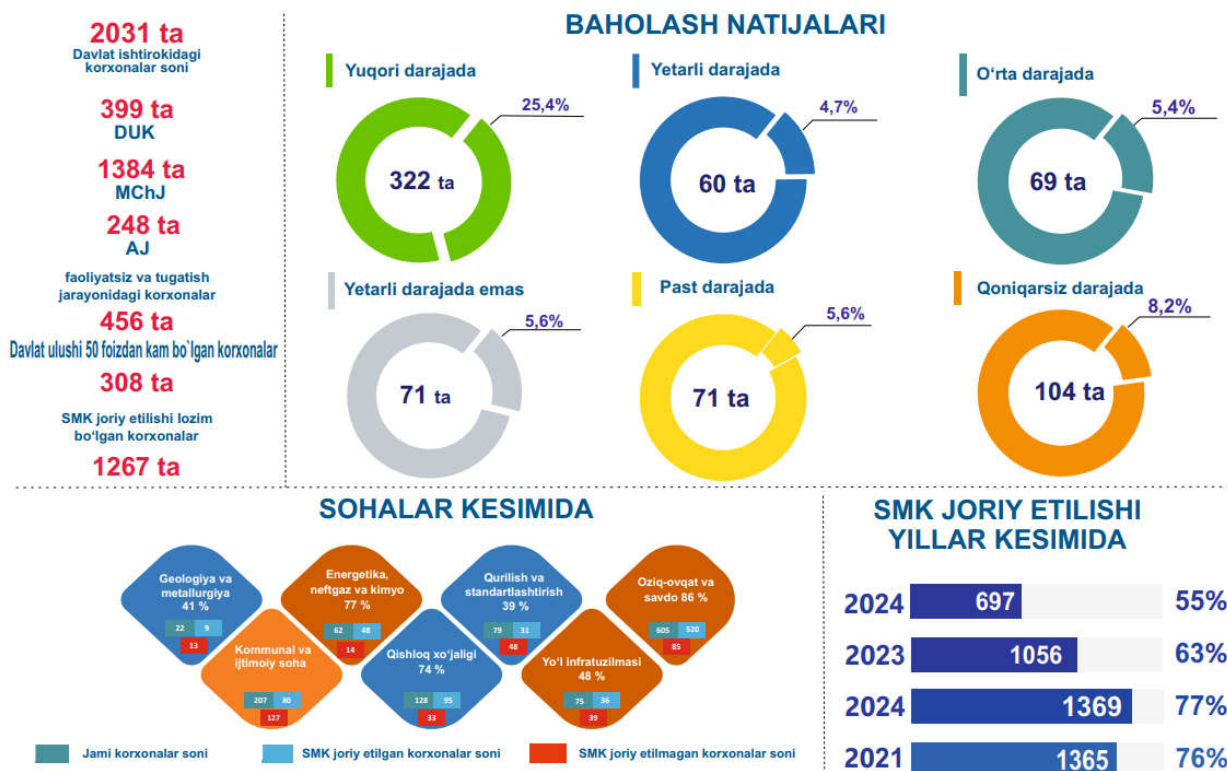 2031 ta
Davlat ishtirokidagi
korxonalar soni
399 ta
DUK
1384 ta
MChJ
248 ta
AJ
faoliyatsiz va tugatish
jarayonidagi korxonalar
456 ta
Davlat ulushi 50 foizdan kam bo`lgan korxonalar
308 ta
SMK joriy etilishi lozim
bo‘lgan korxonalar
1267 ta
BAHOLASH NATIJALARI
Yuqori darajada
25,4%
322 ta
Yetarli darajada
4,7%
60 ta
O‘rta darajada
5,4%
69 ta
Yetarli darajada emas
5,6%
71 ta
Past darajada
5,6%
71 ta
Qoniqarsiz darajada
8,2%
104 ta
SOHALAR KESIMIDA
Geologiya va
metallurgiya
41 %
22 9
13
Energetika,
neftgaz va kimyo
77 %
62 48
14
Qurilish va
standartlashtirish
39 %
79 31
48
Oziq-ovqat va
savdo 86 %
605 520
85
Kommunal va
ijtimoiy soha
207 80
127
Qishloq xo‘jaligi
74 %
128 95
33
Yo‘l infratuzilmasi
48 %
75 36
39
Jami korxonalar soni
SMK joriy etilgan korxonalar soni
SMK joriy etilmagan korxonalar soni
SMK JORIY ETILISHI
YILLAR KESIMIDA
2024 697 55%
2023 1056 63%
2024 1369 77%
2021 1365 76%